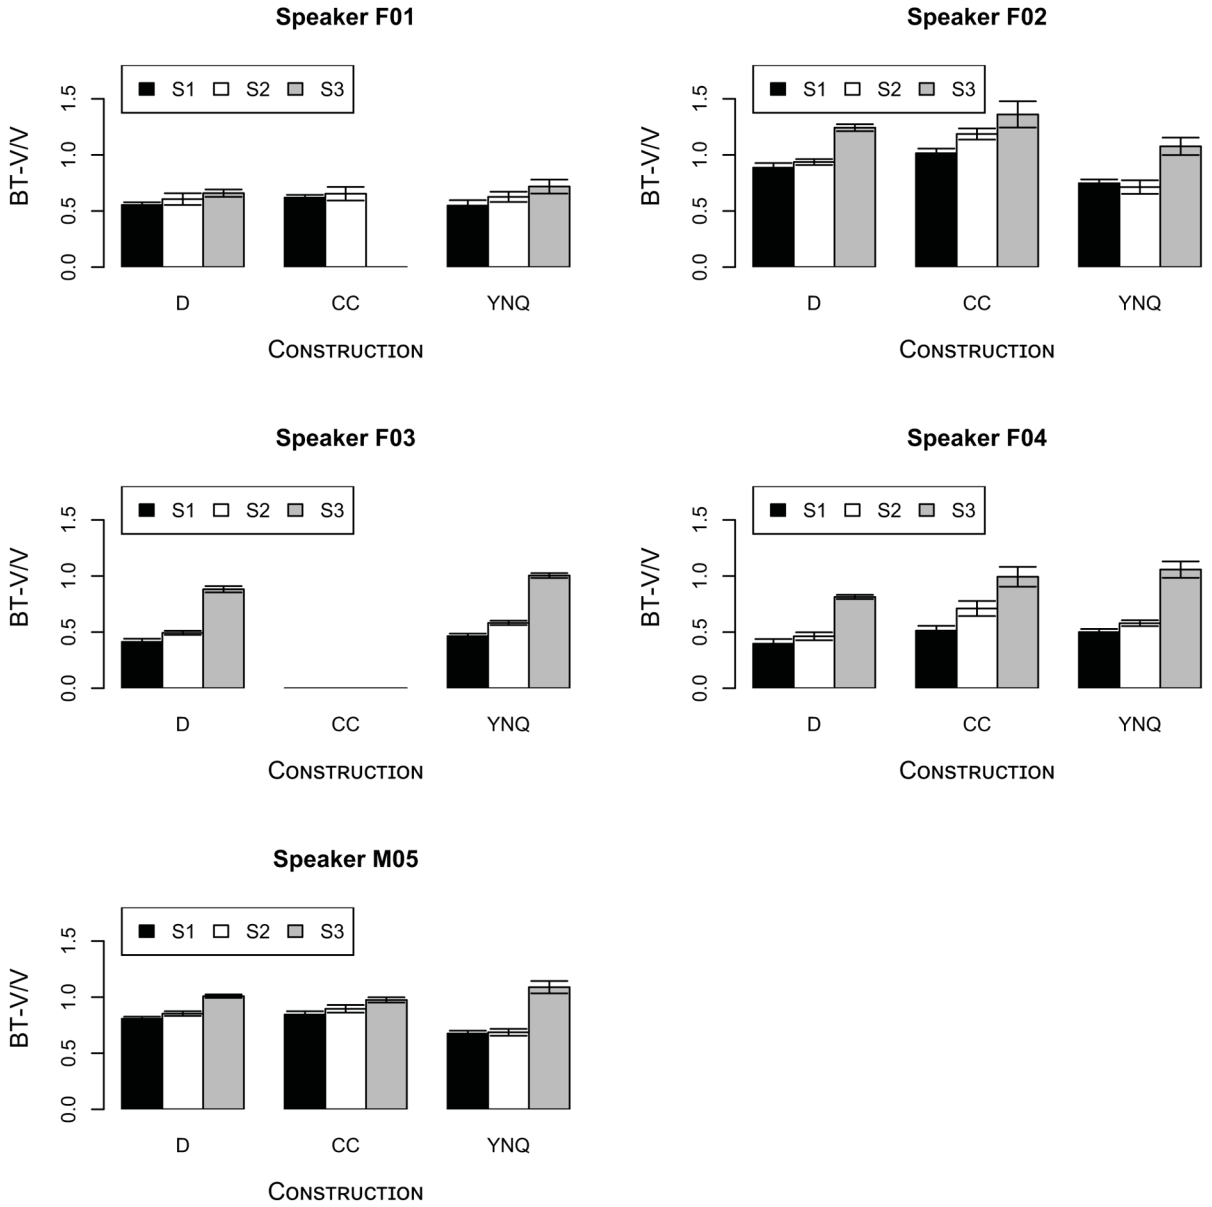 Speaker F01
S1 S2 S3
BT-V/V
0.0 0.5 1.0 1.5
D CC YNQ
CONSTRUCTION
Speaker F02
S1 S2 S3
BT-V/V
0.0 0.5 1.0 1.5
D CC YNQ
CONSTRUCTION
Speaker F03
S1 S2 S3
BT-V/V
0.0 0.5 1.0 1.5
D CC YNQ
CONSTRUCTION
Speaker F04
S1 S2 S3
BT-V/V
0.0 0.5 1.0 1.5
D CC YNQ
CONSTRUCTION
Speaker M05
S1 S2 S3
BT-V/V
0.0 0.5 1.0 1.5
D CC YNQ
CONSTRUCTION